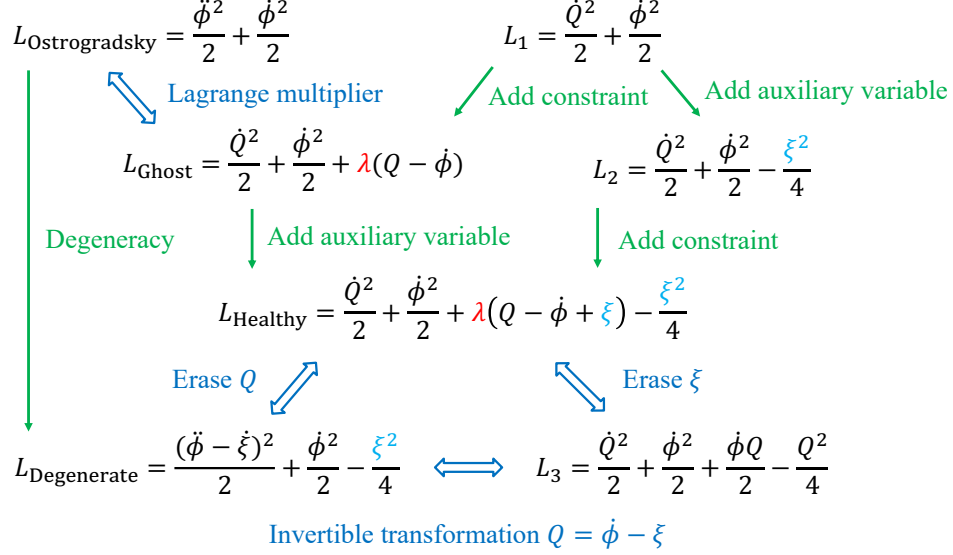 L_Ostrogradsky = ϕ̈²/2 + ϕ̇²/2
L₁ = Q̇²/2 + ϕ̇²/2
Lagrange multiplier
Add constraint
Add auxiliary variable
L_Ghost = Q̇²/2 + ϕ̇²/2 + λ(Q − ϕ̇)
L₂ = Q̇²/2 + ϕ̇²/2 − ξ²/4
Degeneracy
Add auxiliary variable
Add constraint
L_Healthy = Q̇²/2 + ϕ̇²/2 + λ(Q − ϕ̇ + ξ) − ξ²/4
Erase Q
Erase ξ
L_Degenerate = (ϕ̈ − ξ̇)²/2 + ϕ̇²/2 − ξ²/4
L₃ = Q̇²/2 + ϕ̇²/2 + ϕ̇Q/2 − Q²/4
Invertible transformation Q = ϕ̇ − ξ